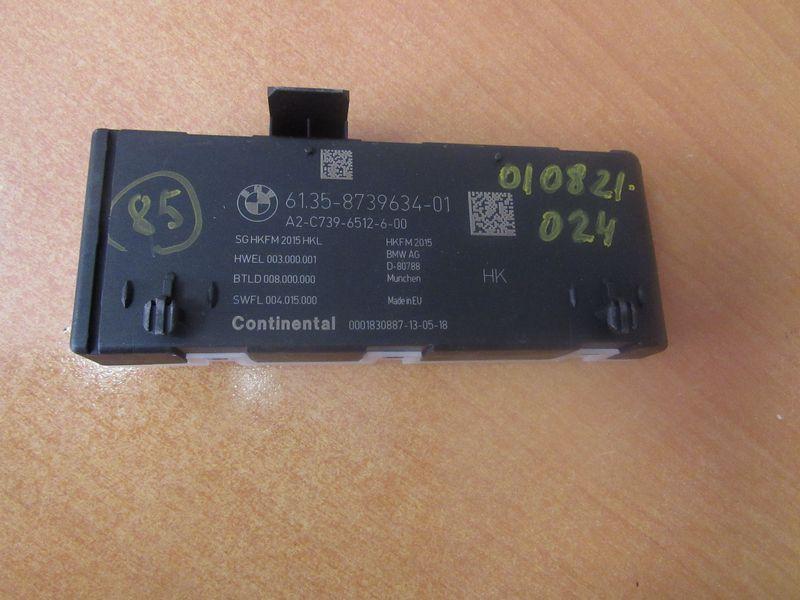 85
61.35-8739634-01
A2-C739-6512-6-00
SG HKFM 2015 HKL
HWEL 003.000.001
BTLD 008.000.000
SWFL 004.015.000
HKFM 2015
BMW AG
D-80788
Munchen
Made in EU
HK
Continental 0001830887-13-05-18
010821.
024